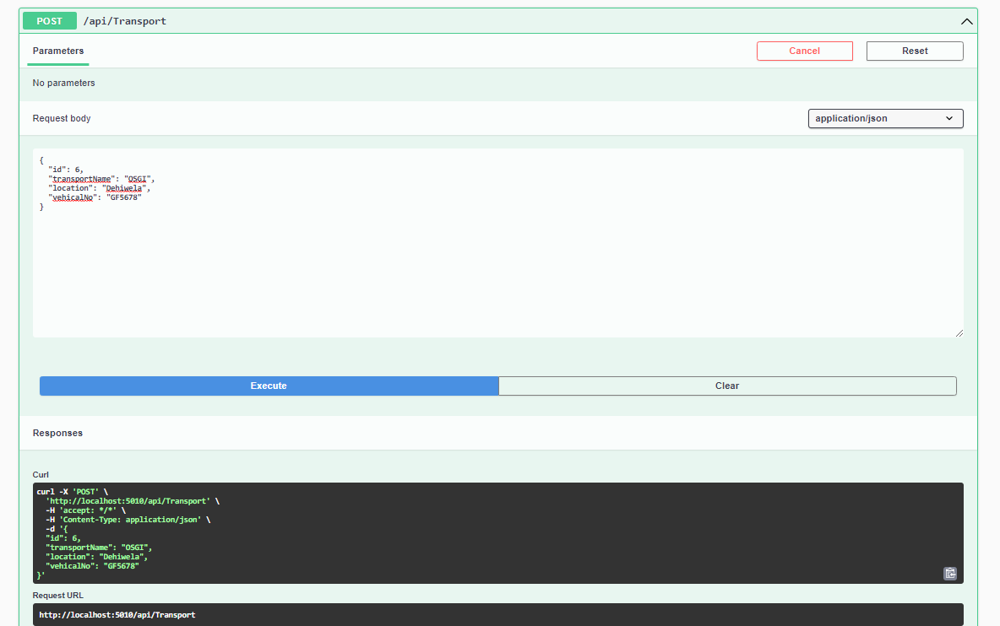 POST /api/Transport
Parameters
Cancel
Reset
No parameters
Request body
application/json
{
  "id": 6,
  "transportName": "OSGI",
  "location": "Dehiwela",
  "vehicalNo": "GF5678"
}
Execute
Clear
Responses
Curl
curl -X 'POST' \
  'http://localhost:5010/api/Transport' \
  -H 'accept: */*' \
  -H 'Content-Type: application/json' \
  -d '{
  "id": 6,
  "transportName": "OSGI",
  "location": "Dehiwela",
  "vehicalNo": "GF5678"
}'
Request URL
http://localhost:5010/api/Transport